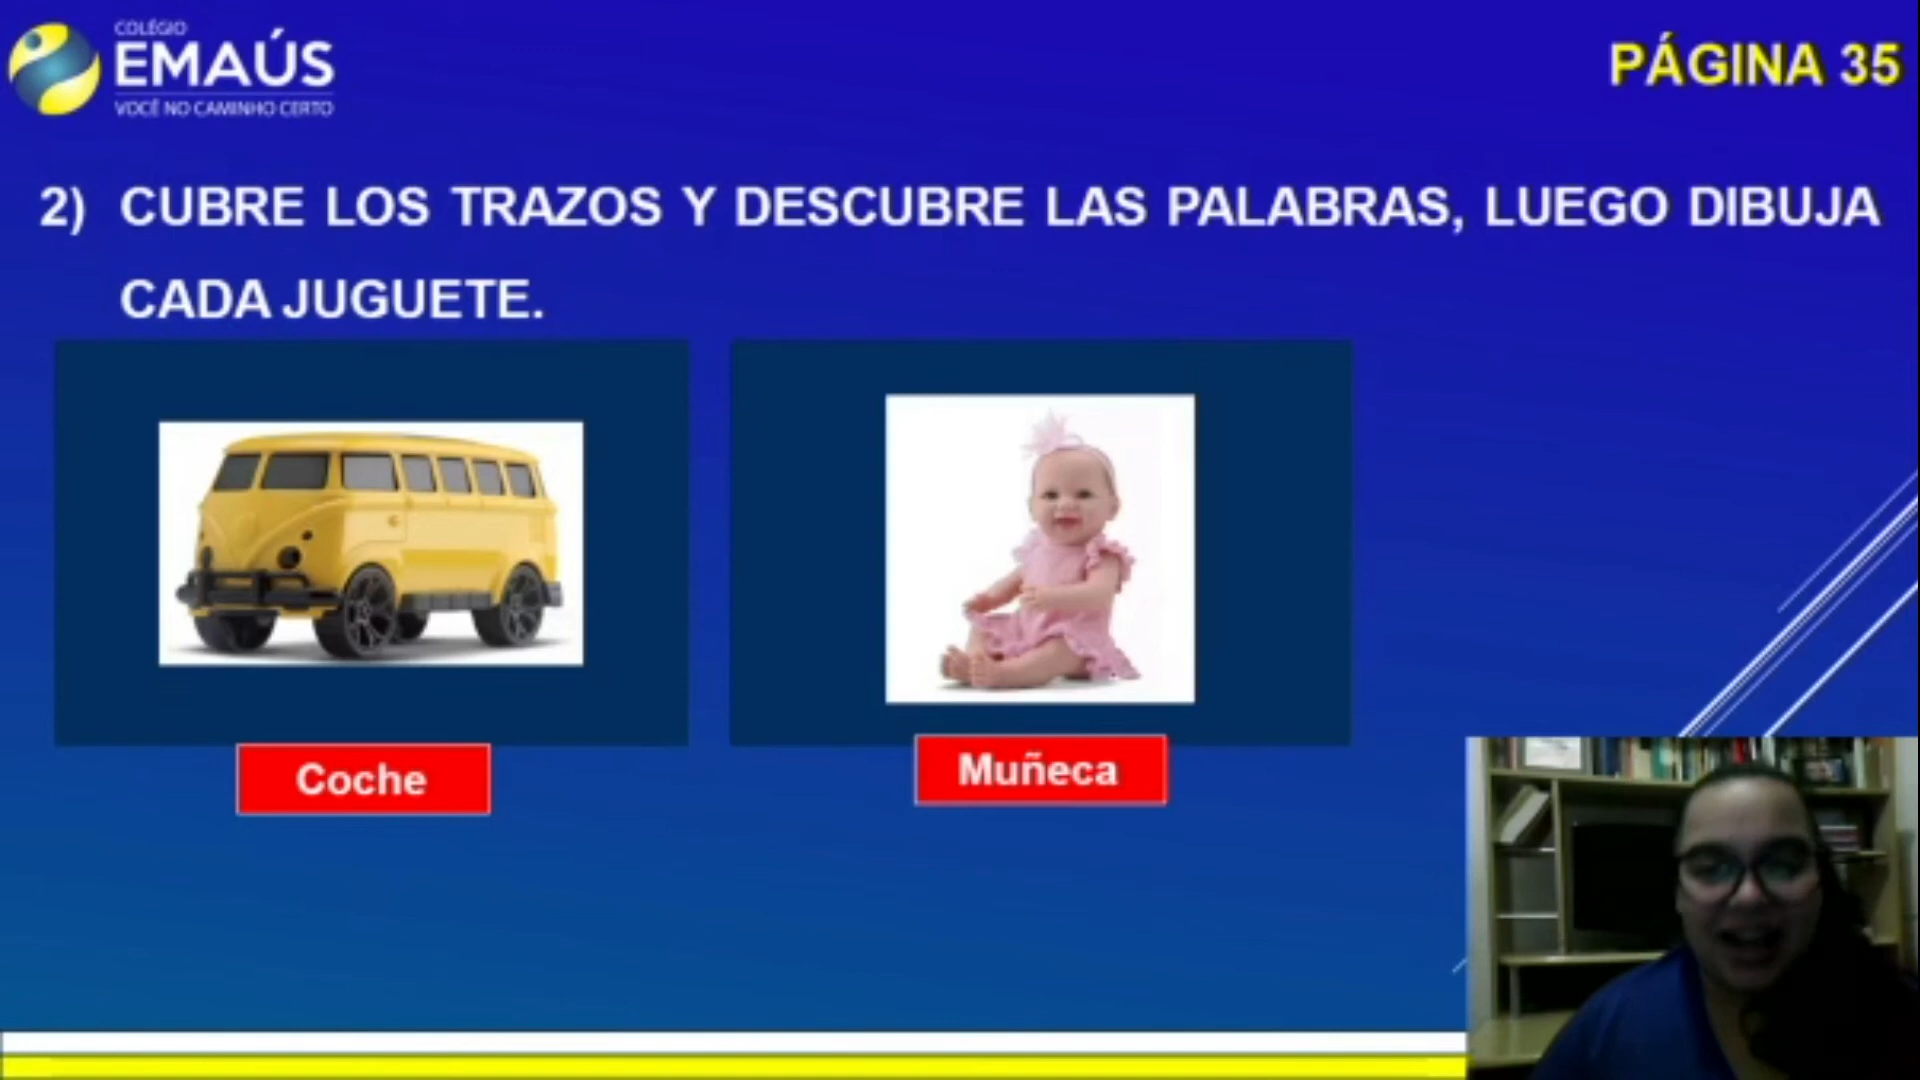 COLÉGIO
EMAÚS
VOCÊ NO CAMINHO CERTO
PÁGINA 35
2) CUBRE LOS TRAZOS Y DESCUBRE LAS PALABRAS, LUEGO DIBUJA
CADA JUGUETE.
Coche
Muñeca